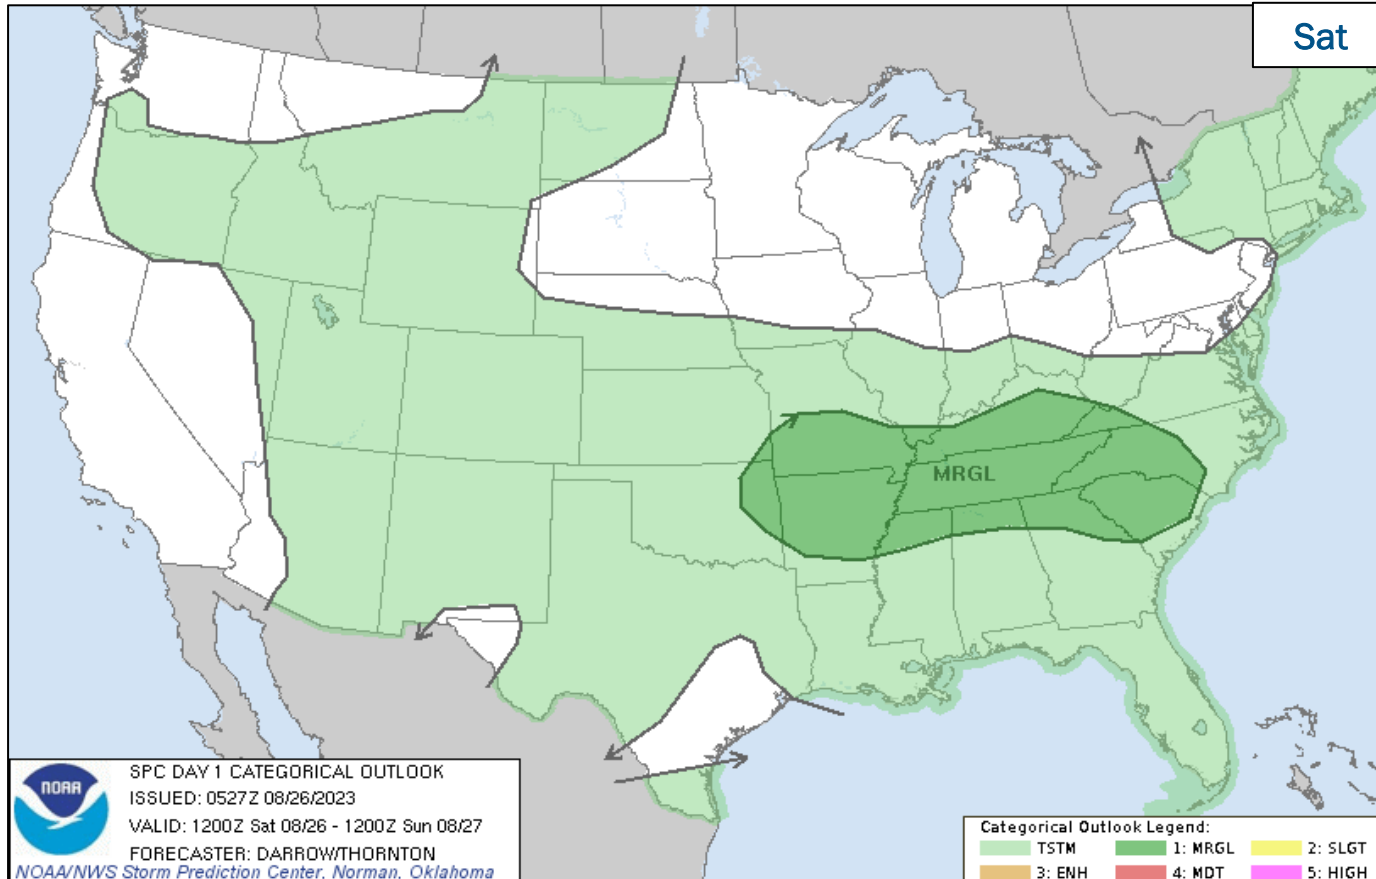 Sat
MRGL
NOAA
SPC DAY 1 CATEGORICAL OUTLOOK
ISSUED: 0527Z 08/26/2023
VALID: 1200Z Sat 08/26 - 1200Z Sun 08/27
FORECASTER: DARROW/THORNTON
NOAA/NWS Storm Prediction Center, Norman, Oklahoma
Categorical Outlook Legend:
TSTM 1: MRGL 2: SLGT
3: ENH 4: MDT 5: HIGH